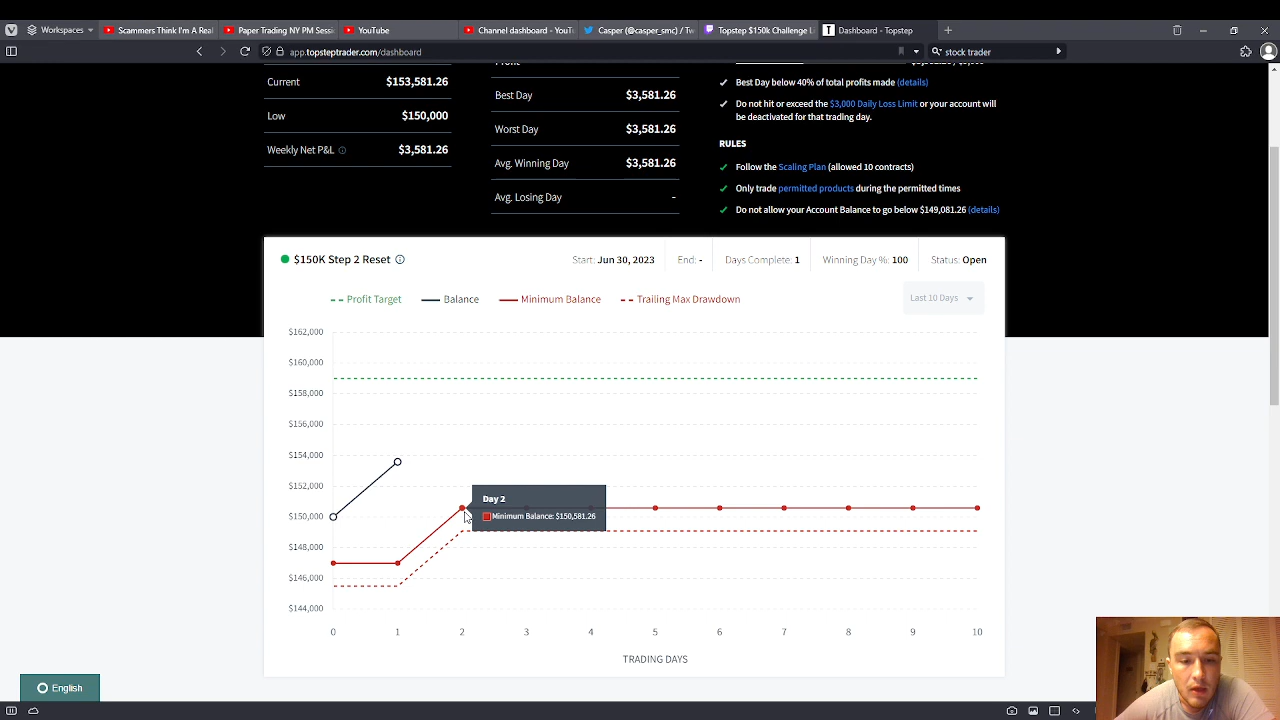 Workspaces
Scammers Think I'm A Real
Paper Trading NY PM Sessi
YouTube
Channel dashboard - YouT
Casper (@casper_smc) / Tw
Topstep $150k Challenge L
Dashboard - Topstep
app.topsteptrader.com/dashboard
stock trader
Current $153,581.26
Low $150,000
Weekly Net P&L $3,581.26
Profit
Best Day $3,581.26
Worst Day $3,581.26
Avg. Winning Day $3,581.26
Avg. Losing Day -
Best Day below 40% of total profits made (details)
Do not hit or exceed the $3,000 Daily Loss Limit or your account will
be deactivated for that trading day.
RULES
Follow the Scaling Plan (allowed 10 contracts)
Only trade permitted products during the permitted times
Do not allow your Account Balance to go below $149,081.26 (details)
$150K Step 2 Reset
Start: Jun 30, 2023
End: -
Days Complete: 1
Winning Day %: 100
Status: Open
Profit Target
Balance
Minimum Balance
Trailing Max Drawdown
Last 10 Days
$162,000
$160,000
$158,000
$156,000
$154,000
$152,000
$150,000
$148,000
$146,000
$144,000
Day 2
Minimum Balance: $150,581.26
0 1 2 3 4 5 6 7 8 9 10
TRADING DAYS
English